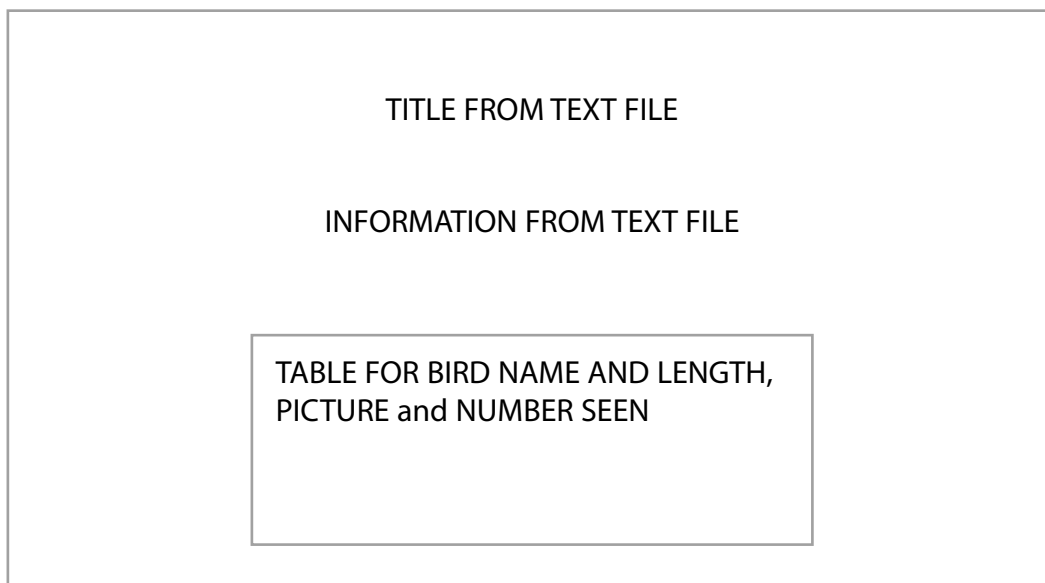 TITLE FROM TEXT FILE
INFORMATION FROM TEXT FILE
TABLE FOR BIRD NAME AND LENGTH,
PICTURE and NUMBER SEEN